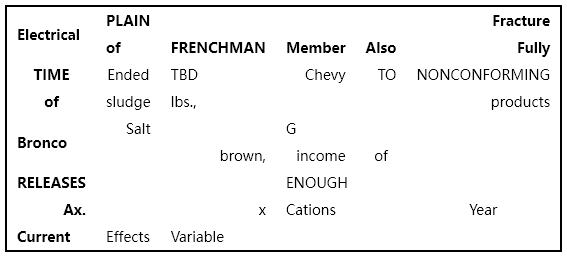 Electrical PLAIN of FRENCHMAN Member Also Fracture Fully
TIME of Ended sludge TBD lbs., Chevy TO NONCONFORMING products
Bronco Salt brown, G income of
RELEASES ENOUGH
Ax. x Cations Year
Current Effects Variable